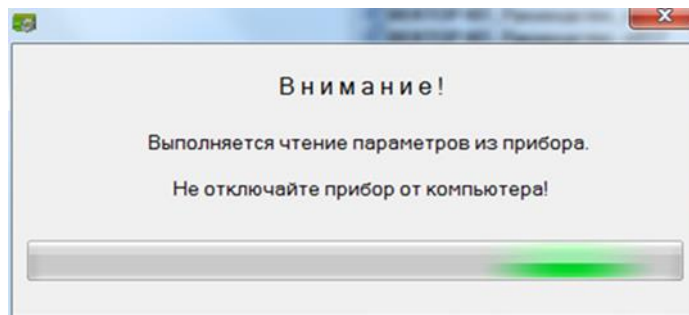 Внимание!
Выполняется чтение параметров из прибора.
Не отключайте прибор от компьютера!